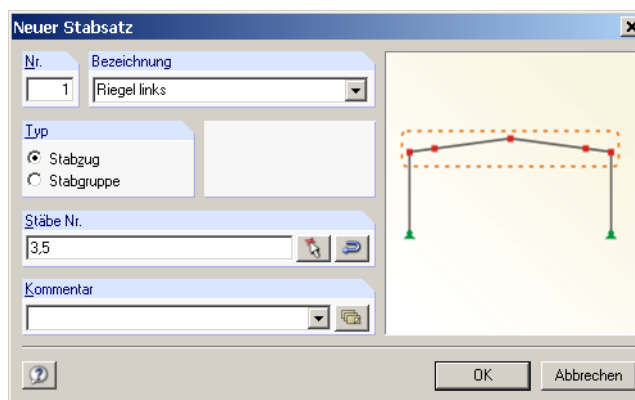 Neuer Stabsatz
Nr.
Bezeichnung
1
Riegel links
Typ
Stabzug
Stabgruppe
Stäbe Nr.
3,5
Kommentar
OK
Abbrechen